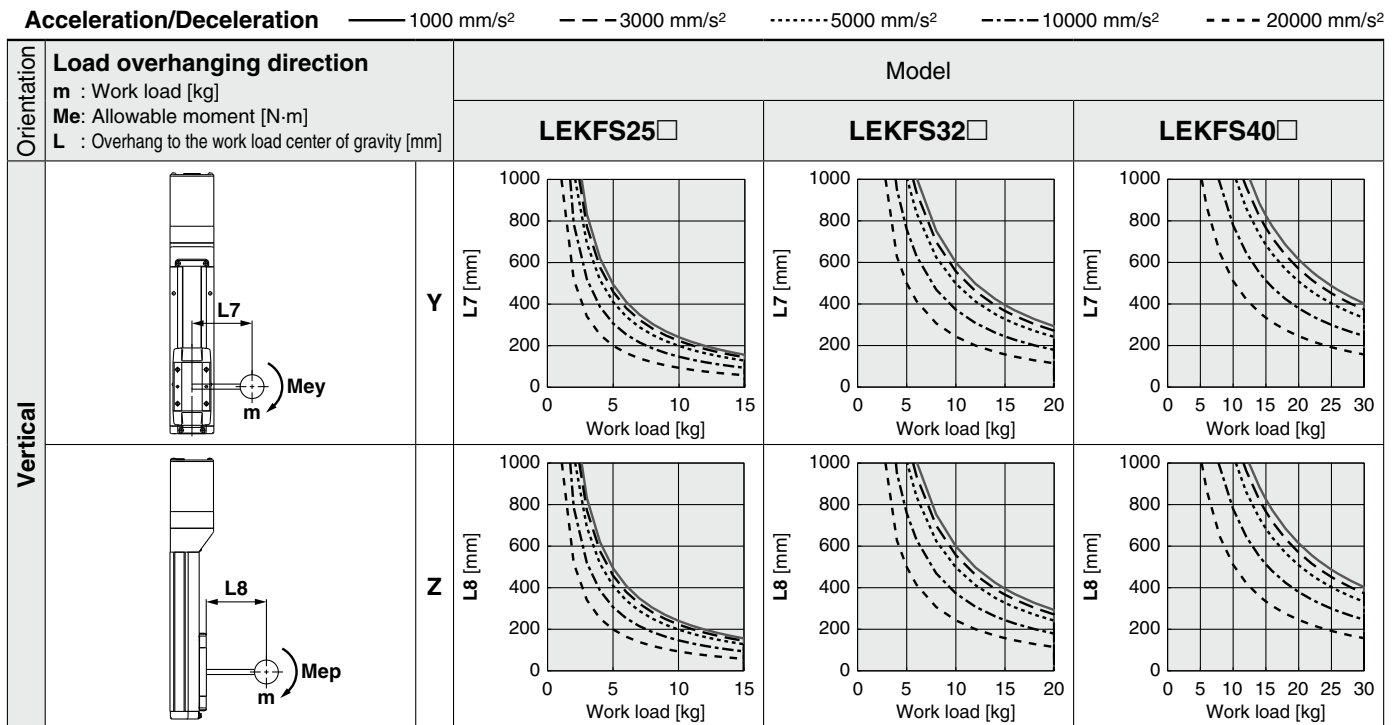 Acceleration/Deceleration 1000 mm/s² 3000 mm/s² 5000 mm/s² 10000 mm/s² 20000 mm/s²
Orientation
Load overhanging direction
m : Work load [kg]
Me: Allowable moment [N·m]
L : Overhang to the work load center of gravity [mm]
Model
LEKFS25□ LEKFS32□ LEKFS40□
Vertical
L7
Mey
m
Y
L7 [mm]
1000
800
600
400
200
0
0 5 10 15
Work load [kg]
L7 [mm]
1000
800
600
400
200
0
0 5 10 15 20
Work load [kg]
L7 [mm]
1000
800
600
400
200
0
0 5 10 15 20 25 30
Work load [kg]
L8
Mep
m
Z
L8 [mm]
1000
800
600
400
200
0
0 5 10 15
Work load [kg]
L8 [mm]
1000
800
600
400
200
0
0 5 10 15 20
Work load [kg]
L8 [mm]
1000
800
600
400
200
0
0 5 10 15 20 25 30
Work load [kg]